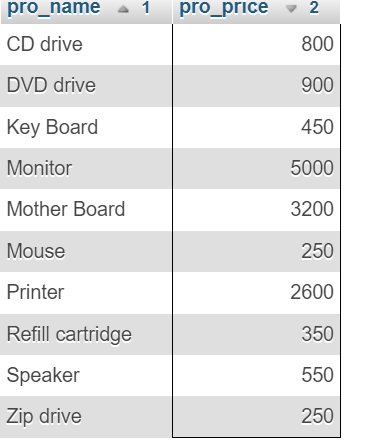 pro_name 1 pro_price 2
CD drive 800
DVD drive 900
Key Board 450
Monitor 5000
Mother Board 3200
Mouse 250
Printer 2600
Refill cartridge 350
Speaker 550
Zip drive 250